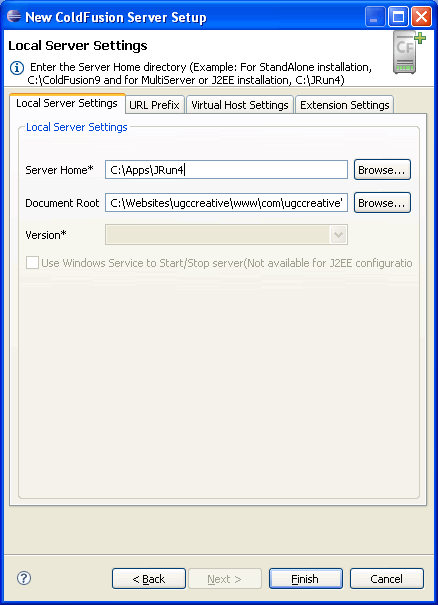 New ColdFusion Server Setup
Local Server Settings
Enter the Server Home directory (Example: For StandAlone installation,
C:\ColdFusion9 and for MultiServer or J2EE installation, C:\JRun4)
CF
Local Server Settings URL Prefix Virtual Host Settings Extension Settings
Local Server Settings
Server Home* C:\Apps\JRun4 Browse...
Document Root C:\Websites\ugccreative\www\com\ugccreative' Browse...
Version*
Use Windows Service to Start/Stop server(Not available for J2EE configuratio
? < Back Next > Finish Cancel